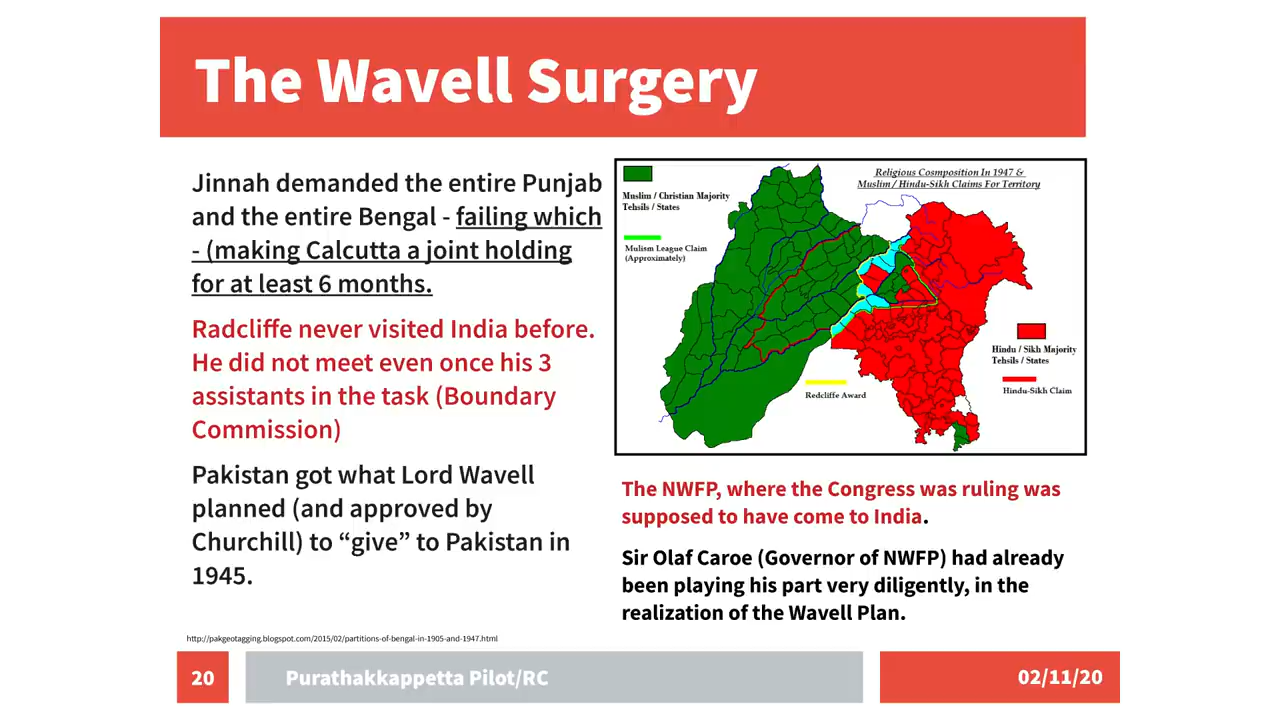 The Wavell Surgery
Jinnah demanded the entire Punjab
and the entire Bengal - failing which
- (making Calcutta a joint holding
for at least 6 months.
Radcliffe never visited India before.
He did not meet even once his 3
assistants in the task (Boundary
Commission)
Pakistan got what Lord Wavell
planned (and approved by
Churchill) to “give” to Pakistan in
1945.
Religious Cosmposition In 1947 &
Muslim / Hindu-Sikh Claims For Territory
Muslim / Christian Majority
Tehsils / States
Mulism League Claim
(Approximately)
Hindu / Sikh Majority
Tehsils / States
Hindu-Sikh Claim
Redcliffe Award
The NWFP, where the Congress was ruling was
supposed to have come to India.
Sir Olaf Caroe (Governor of NWFP) had already
been playing his part very diligently, in the
realization of the Wavell Plan.
http://pakgeotagging.blogspot.com/2015/02/partitions-of-bengal-in-1905-and-1947.html
20
Purathakkappetta Pilot/RC
02/11/20